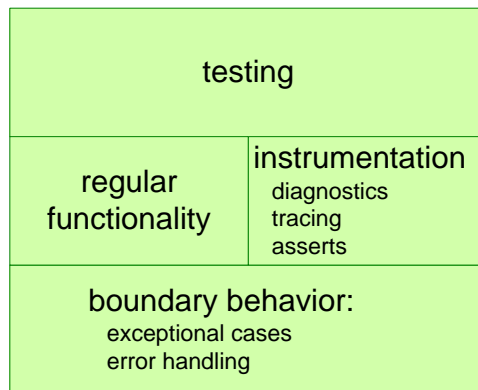 testing
regular
functionality
instrumentation
diagnostics
tracing
asserts
boundary behavior:
exceptional cases
error handling